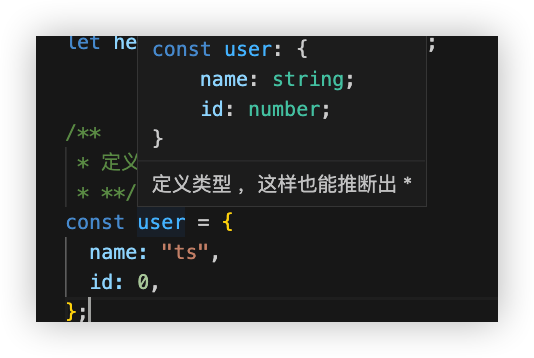 let he
;
const user: {
name: string;
id: number;
}
定义类型 ，这样也能推断出 *
/**
* 定义
* **/
const user = {
name: "ts",
id: 0,
};